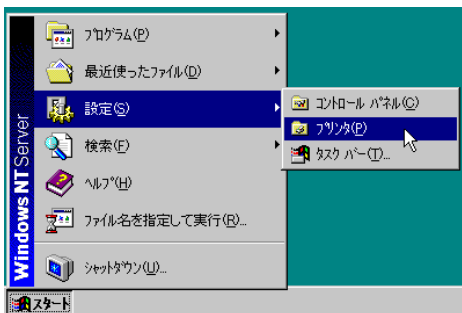 ﾌﾟﾛｸﾞﾗﾑ(P)
最近使ったﾌｧｲﾙ(D)
設定(S)
検索(F)
ﾍﾙﾌﾟ(H)
ﾌｧｲﾙ名を指定して実行(R)...
ｼｬｯﾄﾀﾞｳﾝ(U)...
ｺﾝﾄﾛｰﾙ ﾊﾟﾈﾙ(C)
ﾌﾟﾘﾝﾀ(P)
ﾀｽｸ ﾊﾞｰ(T)...
Windows NT Server
スタート